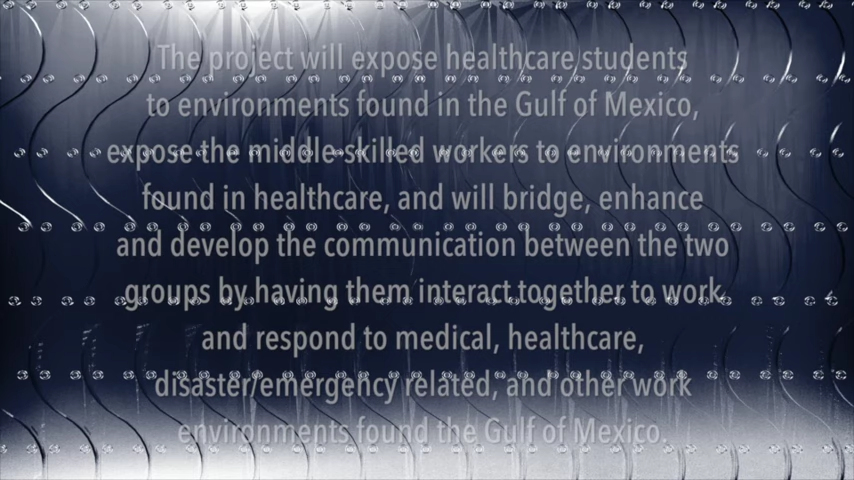 The project will expose healthcare students
to environments found in the Gulf of Mexico,
expose the middle-skilled workers to environments
found in healthcare, and will bridge, enhance
and develop the communication between the two
groups by having them interact together to work
and respond to medical, healthcare,
disaster/emergency related, and other work
environments found the Gulf of Mexico.